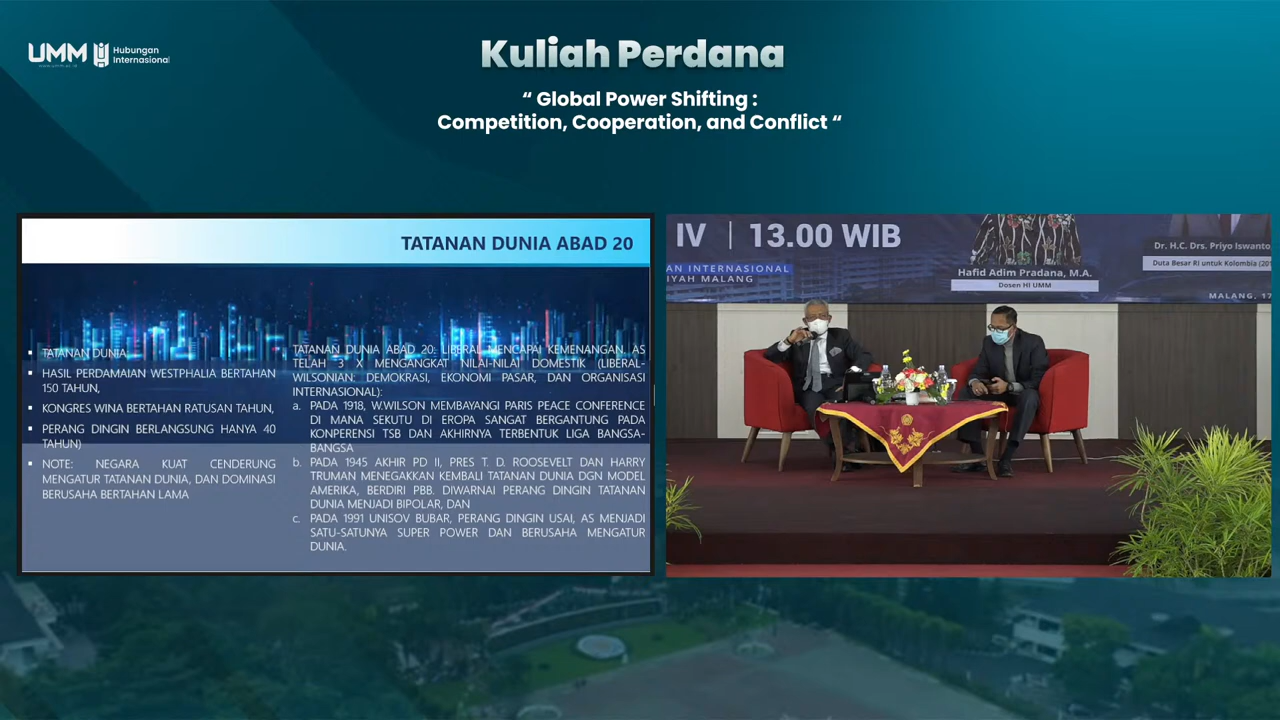 UMM
Hubungan
Internasional
Kuliah Perdana
“ Global Power Shifting :
Competition, Cooperation, and Conflict “
TATANAN DUNIA ABAD 20
▪ TATANAN DUNIA,
▪ HASIL PERDAMAIAN WESTPHALIA BERTAHAN
150 TAHUN,
▪ KONGRES WINA BERTAHAN RATUSAN TAHUN,
▪ PERANG DINGIN BERLANGSUNG HANYA 40
TAHUN)
▪ NOTE: NEGARA KUAT CENDERUNG
MENGATUR TATANAN DUNIA, DAN DOMINASI
BERUSAHA BERTAHAN LAMA
TATANAN DUNIA ABAD 20: LIBERAL MENCAPAI KEMENANGAN. AS
TELAH 3 X MENGANGKAT NILAI-NILAI DOMESTIK (LIBERAL-
WILSONIAN: DEMOKRASI, EKONOMI PASAR, DAN ORGANISASI
INTERNASIONAL):
a. PADA 1918, W.WILSON MEMBAYANGI PARIS PEACE CONFERENCE
DI MANA SEKUTU DI EROPA SANGAT BERGANTUNG PADA
KONPERENSI TSB DAN AKHIRNYA TERBENTUK LIGA BANGSA-
BANGSA
b. PADA 1945 AKHIR PD II, PRES T. D. ROOSEVELT DAN HARRY
TRUMAN MENEGAKKAN KEMBALI TATANAN DUNIA DGN MODEL
AMERIKA, BERDIRI PBB. DIWARNAI PERANG DINGIN TATANAN
DUNIA MENJADI BIPOLAR, DAN
c. PADA 1991 UNISOV BUBAR, PERANG DINGIN USAI, AS MENJADI
SATU-SATUNYA SUPER POWER DAN BERUSAHA MENGATUR
DUNIA.
IV | 13.00 WIB
AN INTERNASIONAL
IYAH MALANG
Hafid Adim Pradana, M.A.
Dosen HI UMM
Dr. H.C. Drs. Priyo Iswanto
Duta Besar RI untuk Kolombia (201
MALANG, 17